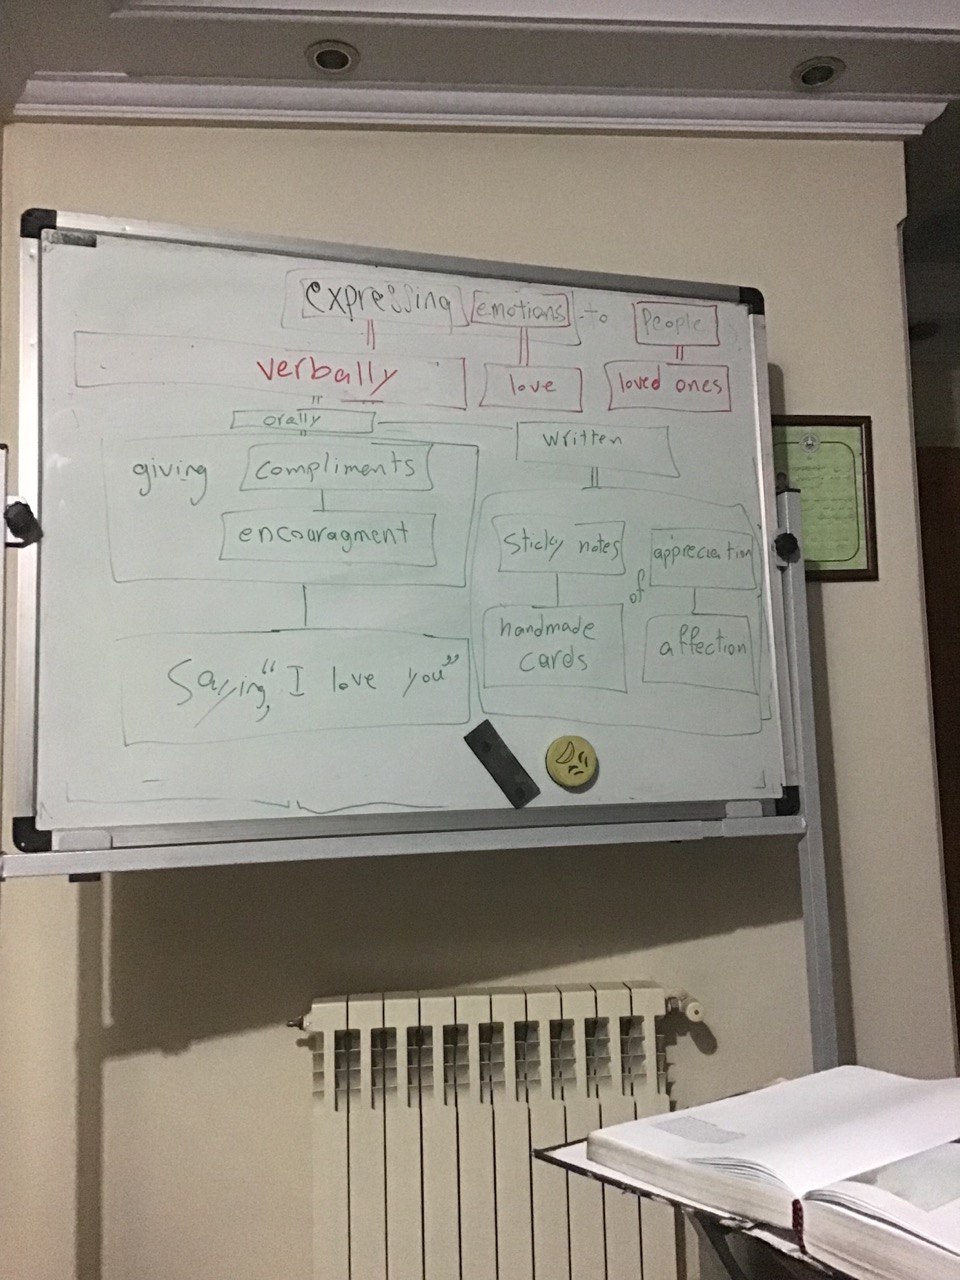 expressing emotions to People
verbally love loved ones
orally written
giving compliments
encouragment
Sticky notes of appreciation
handmade cards affection
Saying, "I love you"